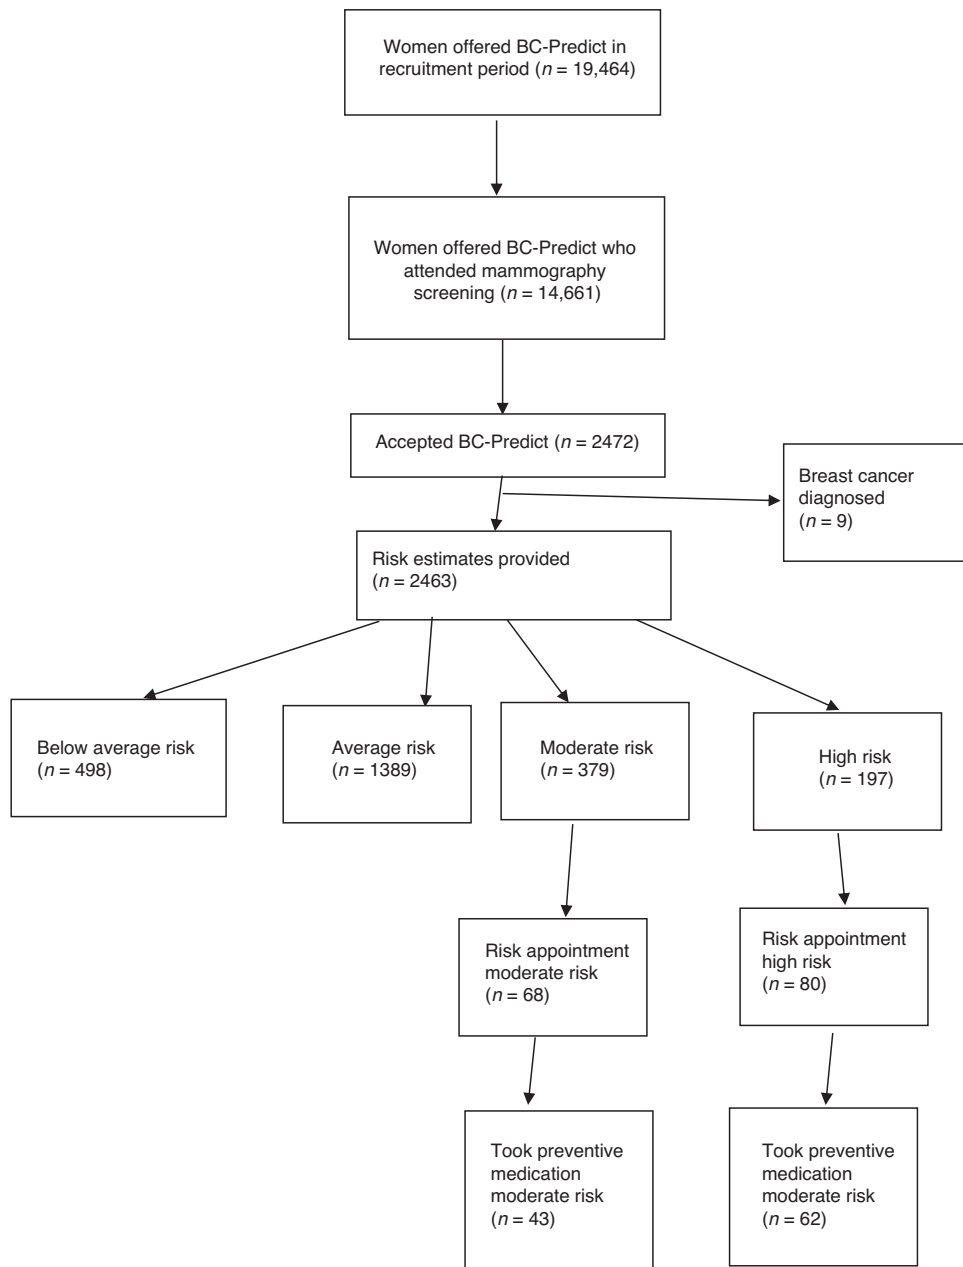 Women offered BC-Predict in
recruitment period (n = 19,464)
Women offered BC-Predict who
attended mammography
screening (n = 14,661)
Accepted BC-Predict (n = 2472)
Breast cancer
diagnosed
(n = 9)
Risk estimates provided
(n = 2463)
Below average risk
(n = 498)
Average risk
(n = 1389)
Moderate risk
(n = 379)
High risk
(n = 197)
Risk appointment
moderate risk
(n = 68)
Risk appointment
high risk
(n = 80)
Took preventive
medication
moderate risk
(n = 43)
Took preventive
medication
moderate risk
(n = 62)